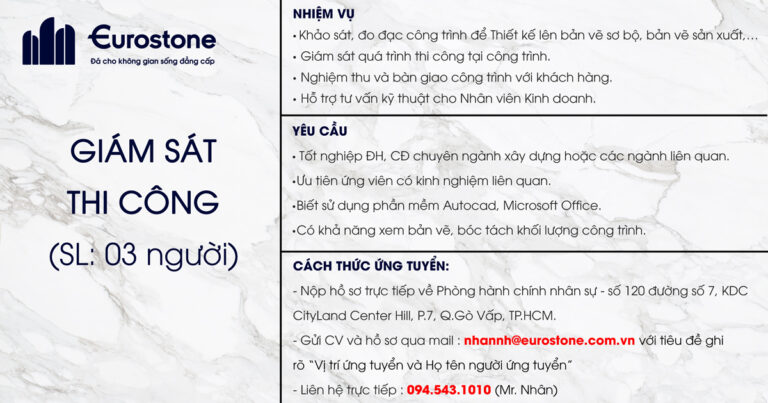 Eurostone
Đá cho không gian sống đẳng cấp
GIÁM SÁT
THI CÔNG
(SL: 03 người)
NHIỆM VỤ
• Khảo sát, đo đạc công trình để Thiết kế lên bản vẽ sơ bộ, bản vẽ sản xuất,...
• Giám sát quá trình thi công tại công trình.
• Nghiệm thu và bàn giao công trình với khách hàng.
• Hỗ trợ tư vấn kỹ thuật cho Nhân viên Kinh doanh.
YÊU CẦU
• Tốt nghiệp ĐH, CĐ chuyên ngành xây dựng hoặc các ngành liên quan.
•Ưu tiên ứng viên có kinh nghiệm liên quan.
•Biết sử dụng phần mềm Autocad, Microsoft Office.
•Có khả năng xem bản vẽ, bóc tách khối lượng công trình.
CÁCH THỨC ỨNG TUYỂN:
- Nộp hồ sơ trực tiếp về Phòng hành chính nhân sự - số 120 đường số 7, KDC
CityLand Center Hill, P.7, Q.Gò Vấp, TP.HCM.
- Gửi CV và hồ sơ qua mail : nhannh@eurostone.com.vn với tiêu đề ghi
rõ “Vị trí ứng tuyển và Họ tên người ứng tuyển”
- Liên hệ trực tiếp : 094.543.1010 (Mr. Nhân)